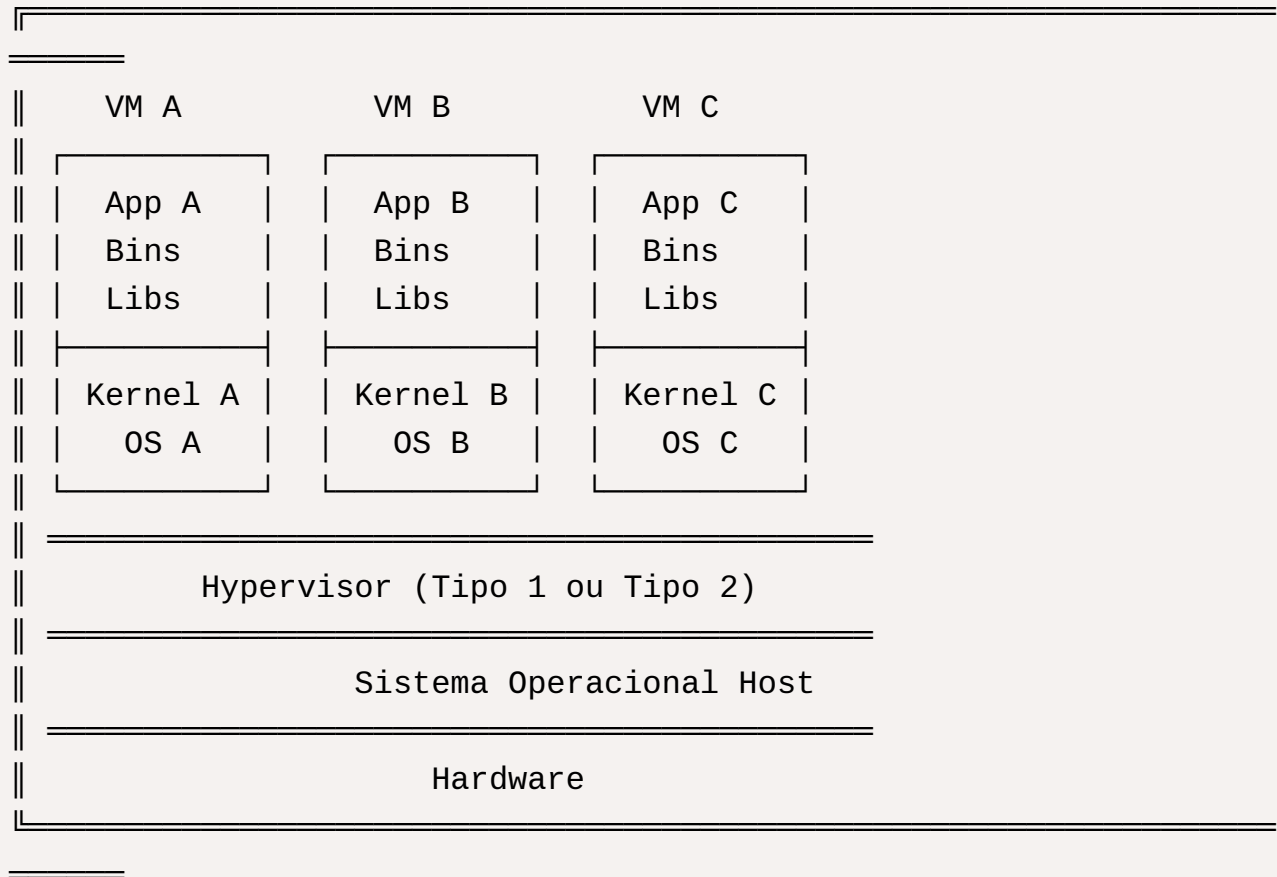 VM A VM B VM C
App A App B App C
Bins Bins Bins
Libs Libs Libs
Kernel A Kernel B Kernel C
OS A OS B OS C
Hypervisor (Tipo 1 ou Tipo 2)
Sistema Operacional Host
Hardware